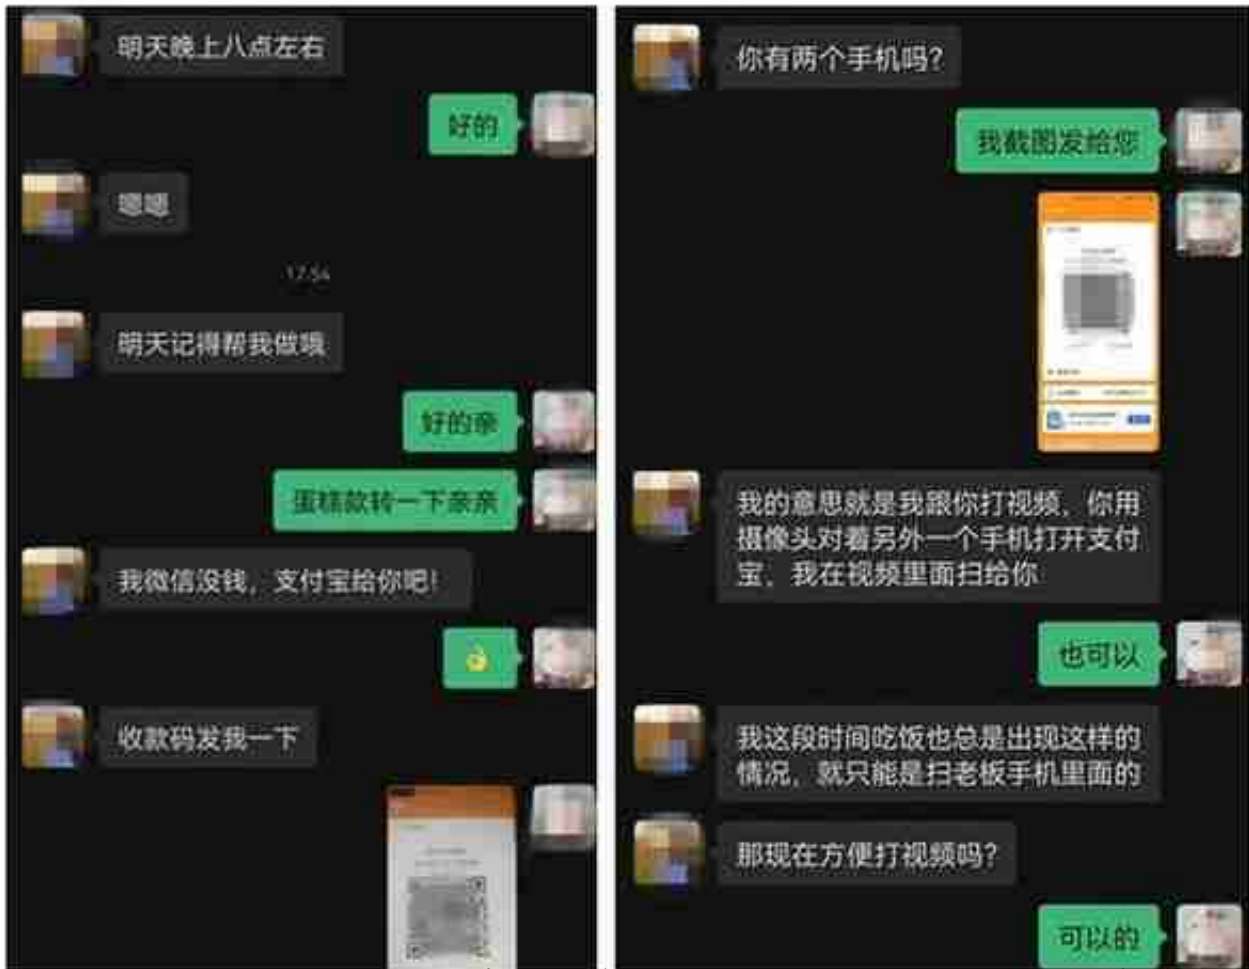 明天晚上八点左右
好的
嗯嗯
17:54
明天记得帮我做哦
好的亲
蛋糕款转一下亲亲
我微信没钱，支付宝给你吧！
收款码发我一下
你有两个手机吗？
我截图发给您
我的意思就是我跟你打视频，你用
摄像头对着另外一个手机打开支付
宝，我在视频里面扫给你
也可以
我这段时间吃饭也总是出现这样的
情况，就只能是扫老板手机里面的
那现在方便打视频吗？
可以的